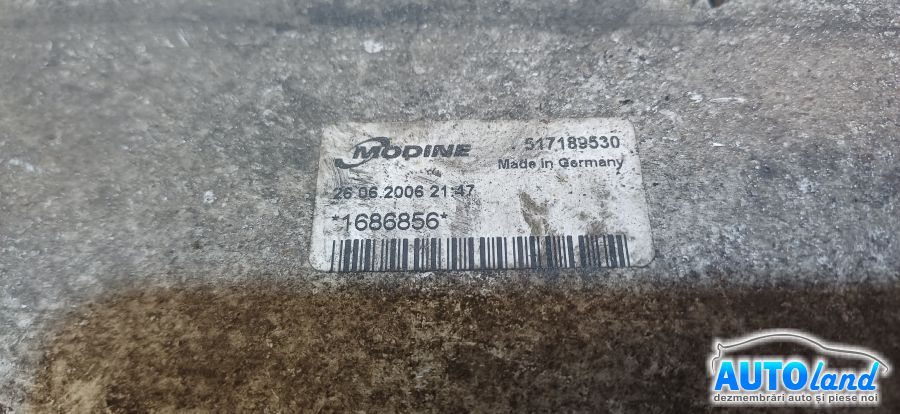 MODINE 517189530
Made in Germany
26.06.2006 21:47
*1686856*
AUTOland
dezmembrări auto și piese noi